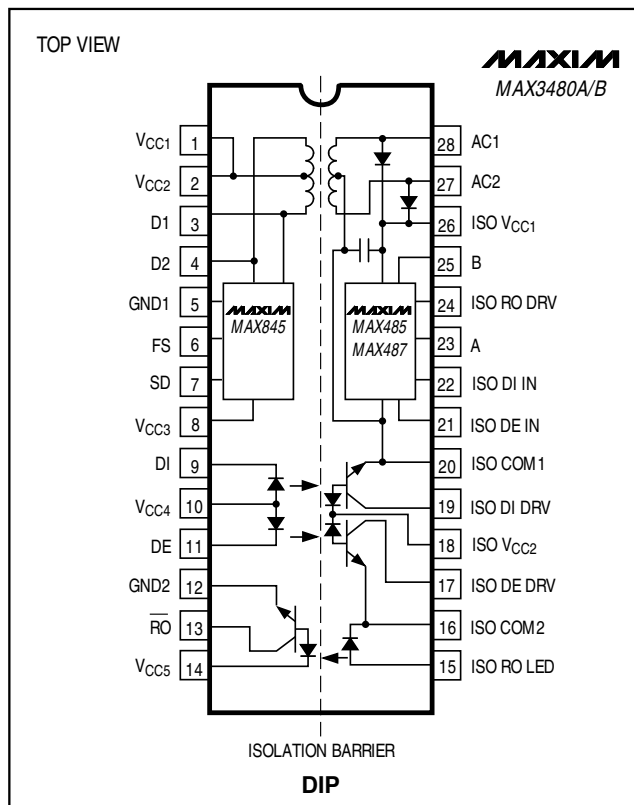 TOP VIEW
MAXIM
MAX3480A/B
VCC1 1
VCC2 2
D1 3
D2 4
GND1 5
FS 6
SD 7
VCC3 8
DI 9
VCC4 10
DE 11
GND2 12
R̅O̅ 13
VCC5 14
MAXIM
MAX845
MAXIM
MAX485
MAX487
28 AC1
27 AC2
26 ISO VCC1
25 B
24 ISO RO DRV
23 A
22 ISO DI IN
21 ISO DE IN
20 ISO COM1
19 ISO DI DRV
18 ISO VCC2
17 ISO DE DRV
16 ISO COM2
15 ISO RO LED
ISOLATION BARRIER
DIP